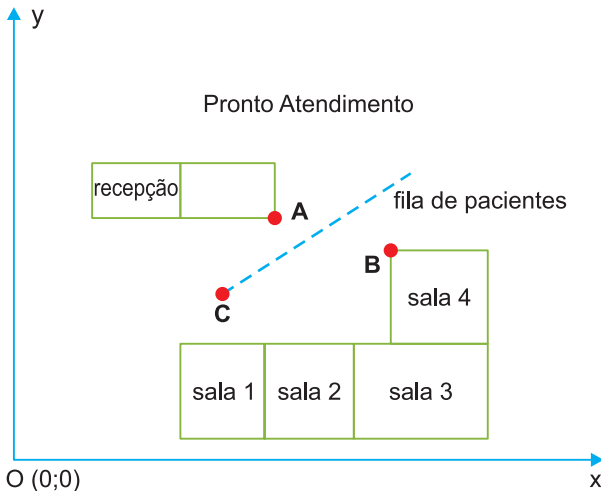 y
Pronto Atendimento
recepção
A
fila de pacientes
B
sala 4
C
sala 1 sala 2 sala 3
O (0;0) x